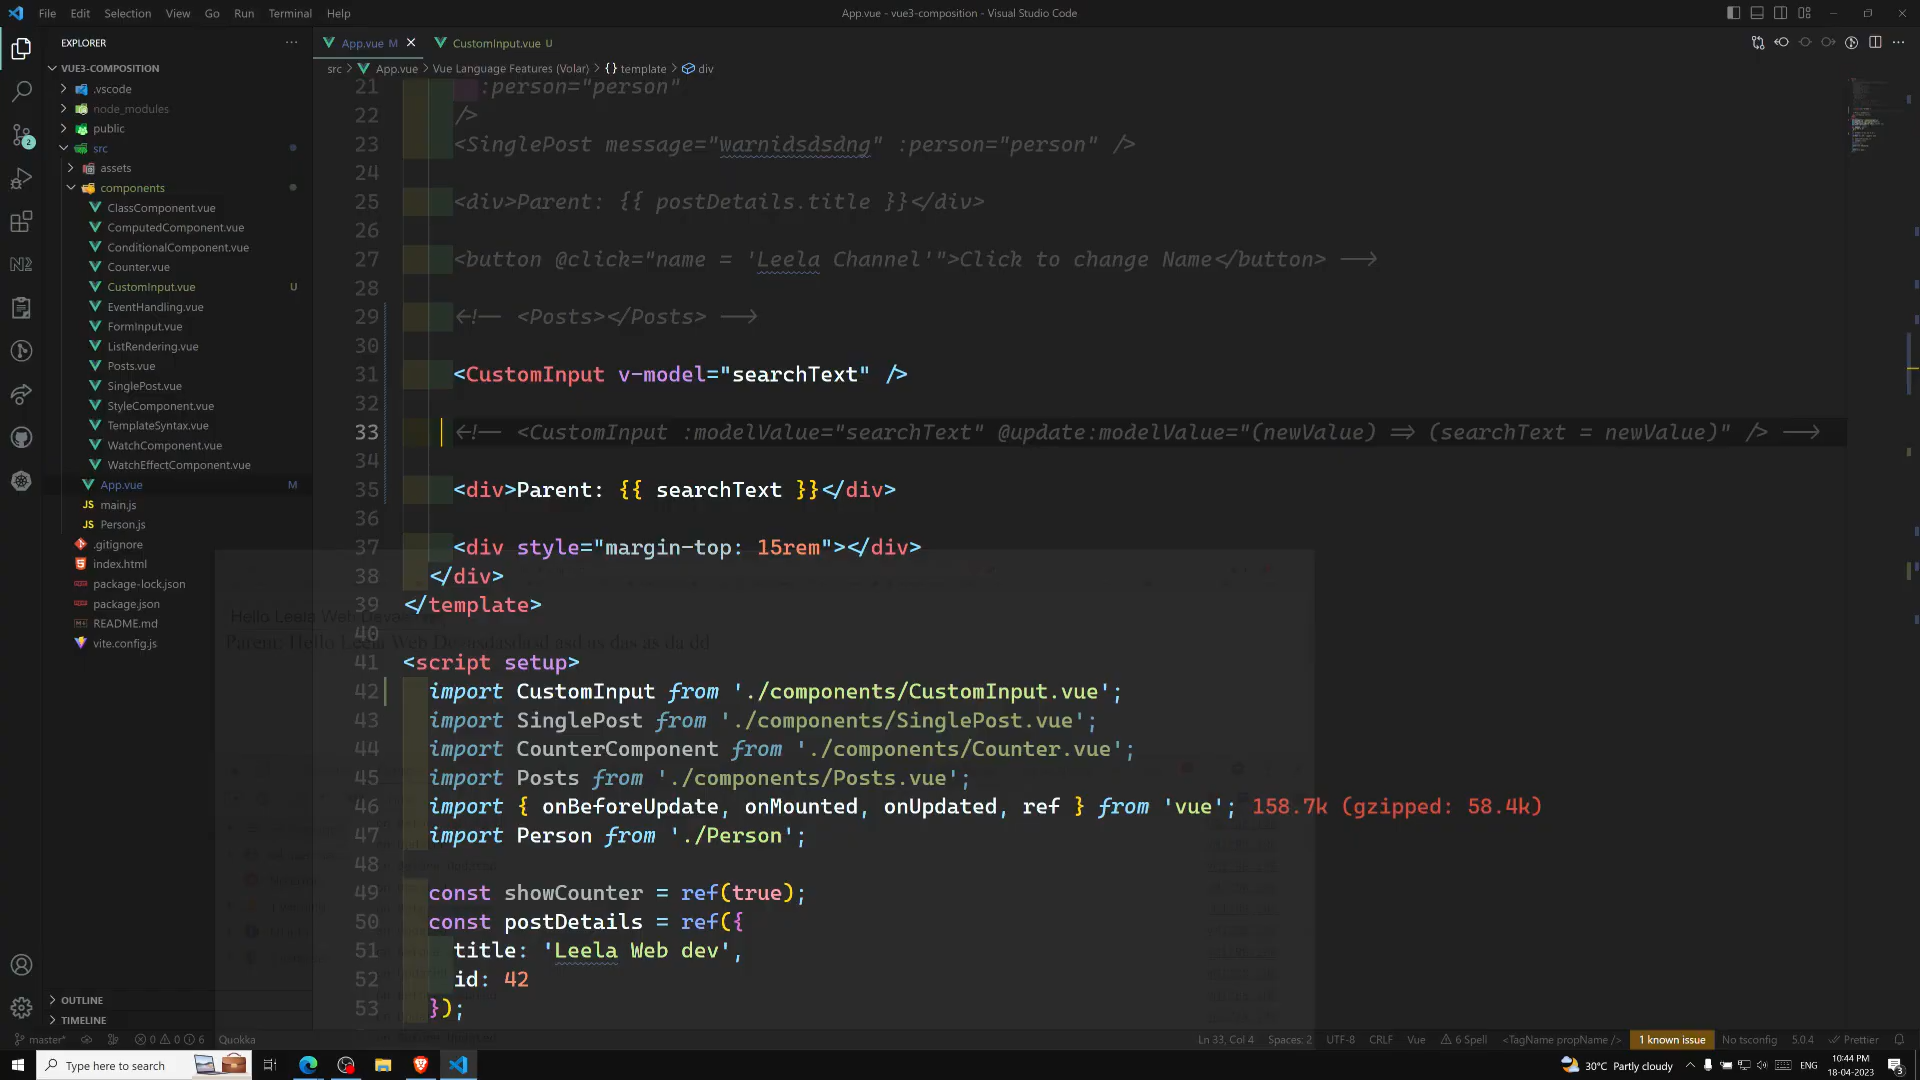 File Edit Selection View Go Run Terminal Help
App.vue - vue3-composition - Visual Studio Code
EXPLORER
VUE3-COMPOSITION
.vscode
node_modules
public
src
assets
components
ClassComponent.vue
ComputedComponent.vue
ConditionalComponent.vue
Counter.vue
CustomInput.vue U
EventHandling.vue
FormInput.vue
ListRendering.vue
Posts.vue
SinglePost.vue
StyleComponent.vue
TemplateSyntax.vue
WatchComponent.vue
WatchEffectComponent.vue
App.vue M
JS main.js
JS Person.js
.gitignore
index.html
package-lock.json
package.json
README.md
vite.config.js
OUTLINE
TIMELINE
App.vue M
CustomInput.vue U
src > App.vue > Vue Language Features (Volar) > {} template > div
21 :person="person"
22 />
23 <SinglePost message="warnidsdsdng" :person="person" />
24
25 <div>Parent: {{ postDetails.title }}</div>
26
27 <button @click="name = 'Leela Channel'">Click to change Name</button> -->
28
29 <!-- <Posts></Posts> -->
30
31 <CustomInput v-model="searchText" />
32
33 <!-- <CustomInput :modelValue="searchText" @update:modelValue="(newValue) => (searchText = newValue)" /> -->
34
35 <div>Parent: {{ searchText }}</div>
36
37 <div style="margin-top: 15rem"></div>
38 </div>
39 </template>
40
41 <script setup>
42 import CustomInput from './components/CustomInput.vue';
43 import SinglePost from './components/SinglePost.vue';
44 import CounterComponent from './components/Counter.vue';
45 import Posts from './components/Posts.vue';
46 import { onBeforeUpdate, onMounted, onUpdated, ref } from 'vue'; 158.7k (gzipped: 58.4k)
47 import Person from './Person';
48
49 const showCounter = ref(true);
50 const postDetails = ref({
51 title: 'Leela Web dev',
52 id: 42
53 });
Hello Leela Web
Parent: Hello Leela Web
master* 0 0 6 Quokka
Ln 33, Col 4 Spaces: 2 UTF-8 CRLF Vue 6 Spell <TagName propName /> 1 known issue No tsconfig 5.0.4 Prettier
Type here to search
30°C Partly cloudy ENG 10:44 PM
18-04-2023
3